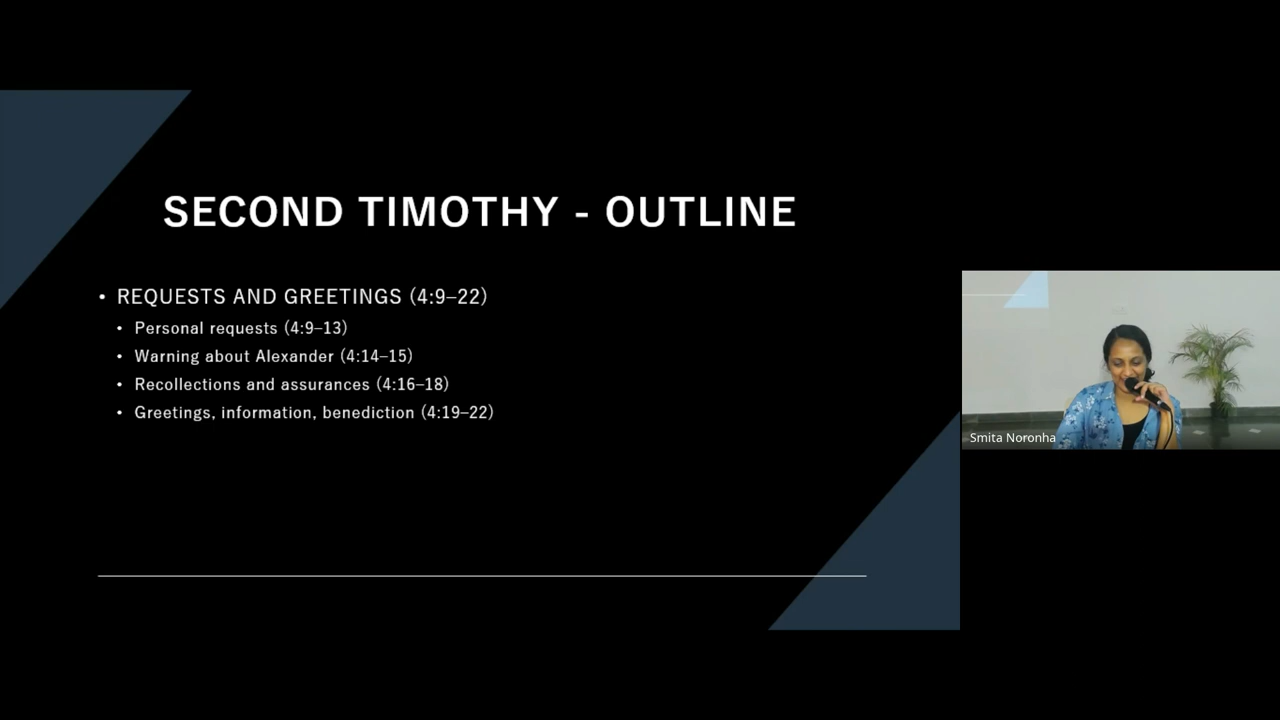 SECOND TIMOTHY - OUTLINE
• REQUESTS AND GREETINGS (4:9–22)
• Personal requests (4:9–13)
• Warning about Alexander (4:14–15)
• Recollections and assurances (4:16–18)
• Greetings, information, benediction (4:19–22)
Smita Noronha